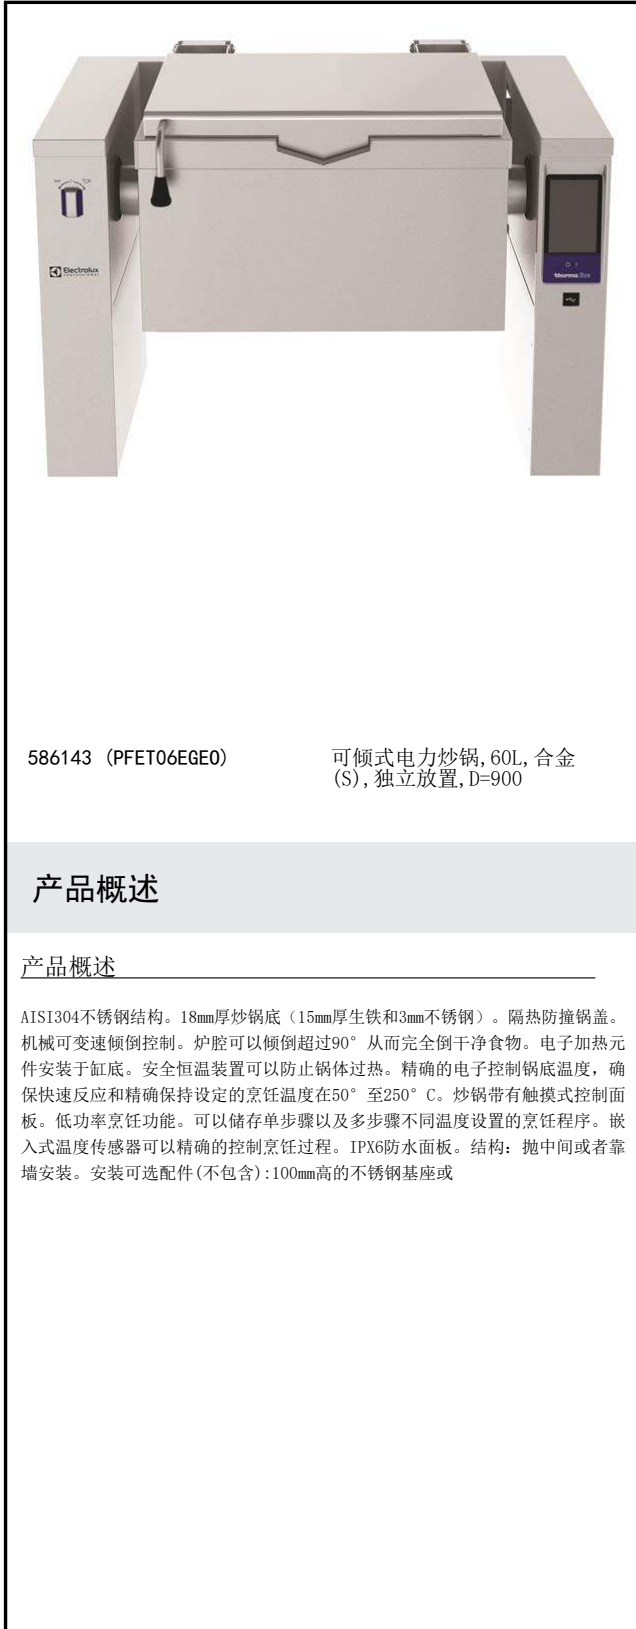 Electrolux
PROFESSIONAL
thermaline
586143 (PFET06EGE0)
可倾式电力炒锅,60L,合金
(S),独立放置,D=900
产品概述
产品概述
AISI304不锈钢结构。18mm厚炒锅底（15mm厚生铁和3mm不锈钢）。隔热防撞锅盖。
机械可变速倾倒控制。炉腔可以倾倒超过90°从而完全倒干净食物。电子加热元
件安装于缸底。安全恒温装置可以防止锅体过热。精确的电子控制锅底温度，确
保快速反应和精确保持设定的烹饪温度在50°至250°C。炒锅带有触摸式控制面
板。低功率烹饪功能。可以储存单步骤以及多步骤不同温度设置的烹饪程序。嵌
入式温度传感器可以精确的控制烹饪过程。IPX6防水面板。结构：抛中间或者靠
墙安装。安装可选配件(不包含):100mm高的不锈钢基座或